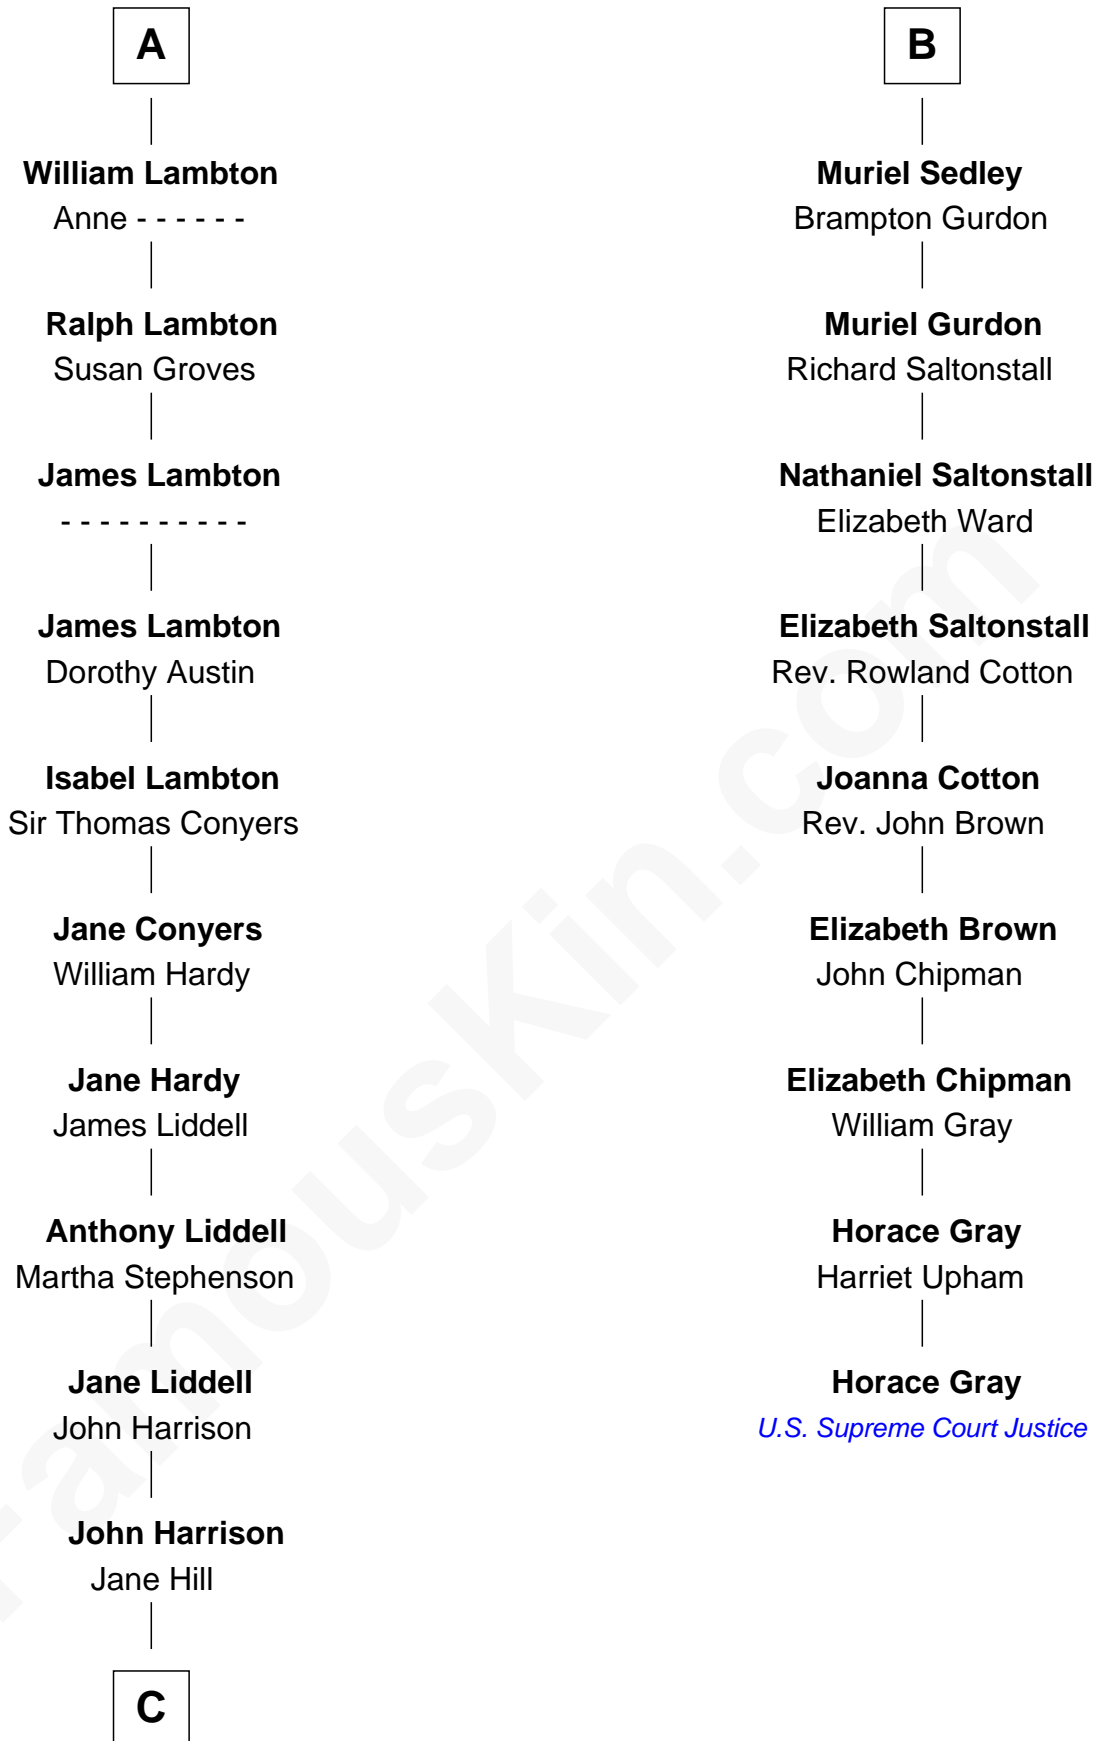 A
William Lambton
Anne - - - - - -
Ralph Lambton
Susan Groves
James Lambton
- - - - - - - - - -
James Lambton
Dorothy Austin
Isabel Lambton
Sir Thomas Conyers
Jane Conyers
William Hardy
Jane Hardy
James Liddell
Anthony Liddell
Martha Stephenson
Jane Liddell
John Harrison
John Harrison
Jane Hill
C
B
Muriel Sedley
Brampton Gurdon
Muriel Gurdon
Richard Saltonstall
Nathaniel Saltonstall
Elizabeth Ward
Elizabeth Saltonstall
Rev. Rowland Cotton
Joanna Cotton
Rev. John Brown
Elizabeth Brown
John Chipman
Elizabeth Chipman
William Gray
Horace Gray
Harriet Upham
Horace Gray
U.S. Supreme Court Justice
FamousKin.com